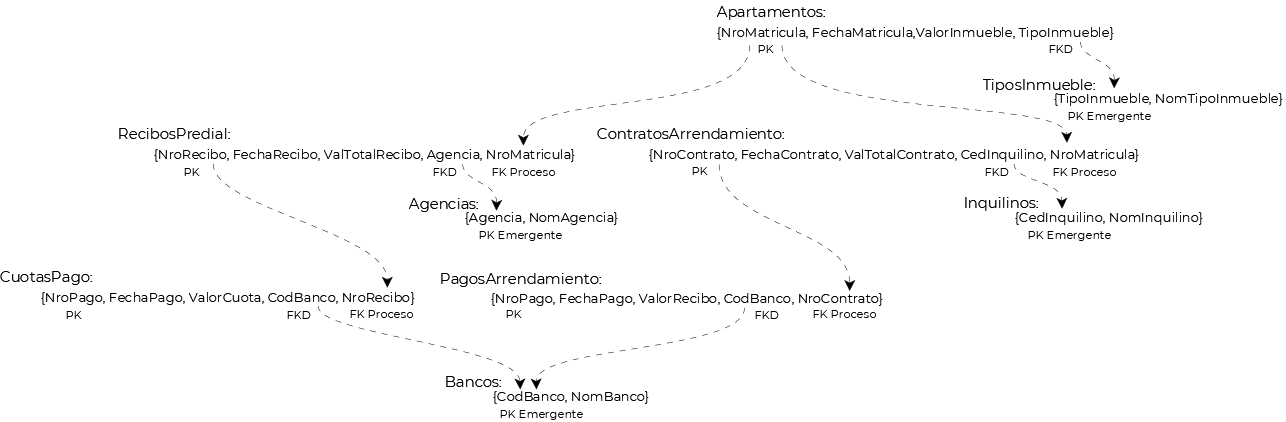 Apartamentos:
{NroMatricula, FechaMatricula,ValorInmueble, TipoInmueble}
PK FKD
TiposInmueble:
{TipoInmueble, NomTipoInmueble}
PK Emergente
RecibosPredial:
{NroRecibo, FechaRecibo, ValTotalRecibo, Agencia, NroMatricula}
PK FKD FK Proceso
ContratosArrendamiento:
{NroContrato, FechaContrato, ValTotalContrato, CedInquilino, NroMatricula}
PK FKD FK Proceso
Agencias:
{Agencia, NomAgencia}
PK Emergente
Inquilinos:
{CedInquilino, NomInquilino}
PK Emergente
CuotasPago:
{NroPago, FechaPago, ValorCuota, CodBanco, NroRecibo}
PK FKD FK Proceso
PagosArrendamiento:
{NroPago, FechaPago, ValorRecibo, CodBanco, NroContrato}
PK FKD FK Proceso
Bancos:
{CodBanco, NomBanco}
PK Emergente